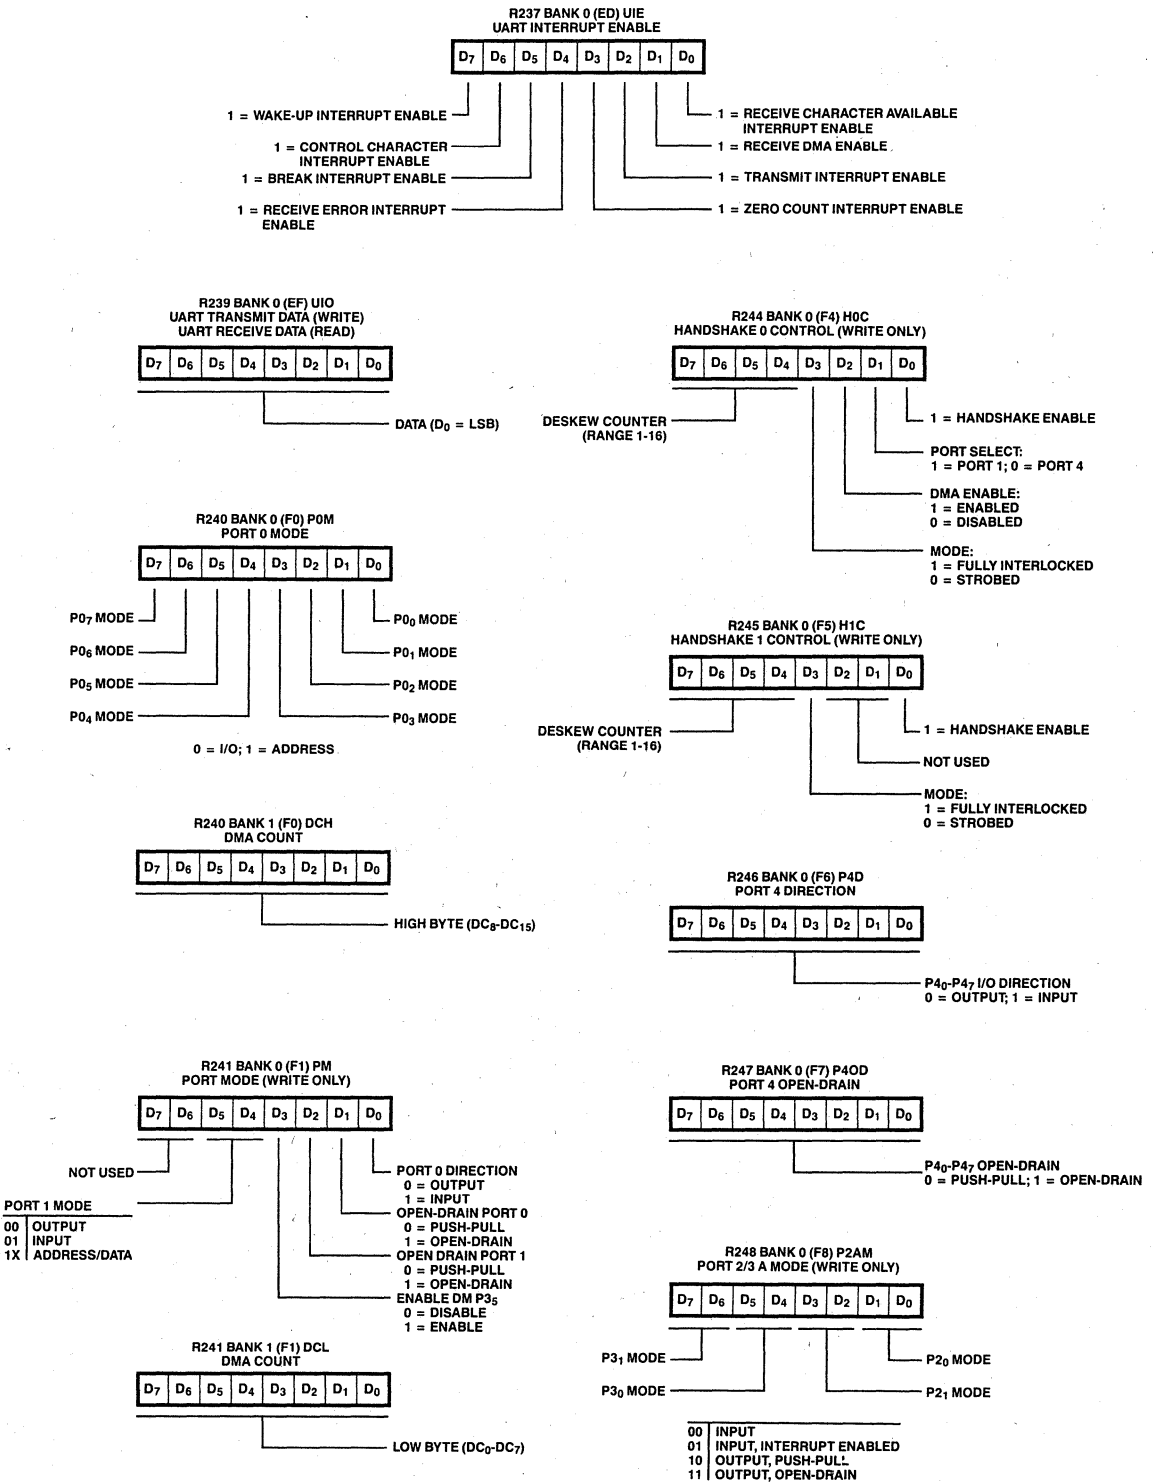 R237 BANK 0 (ED) UIE
UART INTERRUPT ENABLE
D7 D6 D5 D4 D3 D2 D1 D0
1 = WAKE-UP INTERRUPT ENABLE
1 = CONTROL CHARACTER
INTERRUPT ENABLE
1 = BREAK INTERRUPT ENABLE
1 = RECEIVE ERROR INTERRUPT
ENABLE
1 = RECEIVE CHARACTER AVAILABLE
INTERRUPT ENABLE
1 = RECEIVE DMA ENABLE
1 = TRANSMIT INTERRUPT ENABLE
1 = ZERO COUNT INTERRUPT ENABLE
R239 BANK 0 (EF) UIO
UART TRANSMIT DATA (WRITE)
UART RECEIVE DATA (READ)
D7 D6 D5 D4 D3 D2 D1 D0
DATA (D0 = LSB)
R240 BANK 0 (F0) P0M
PORT 0 MODE
D7 D6 D5 D4 D3 D2 D1 D0
P07 MODE
P06 MODE
P05 MODE
P04 MODE
P00 MODE
P01 MODE
P02 MODE
P03 MODE
0 = I/O; 1 = ADDRESS
R240 BANK 1 (F0) DCH
DMA COUNT
D7 D6 D5 D4 D3 D2 D1 D0
HIGH BYTE (DC8-DC15)
R241 BANK 0 (F1) PM
PORT MODE (WRITE ONLY)
D7 D6 D5 D4 D3 D2 D1 D0
NOT USED
PORT 1 MODE
00 OUTPUT
01 INPUT
1X ADDRESS/DATA
PORT 0 DIRECTION
0 = OUTPUT
1 = INPUT
OPEN-DRAIN PORT 0
0 = PUSH-PULL
1 = OPEN-DRAIN
OPEN DRAIN PORT 1
0 = PUSH-PULL
1 = OPEN-DRAIN
ENABLE DM P35
0 = DISABLE
1 = ENABLE
R241 BANK 1 (F1) DCL
DMA COUNT
D7 D6 D5 D4 D3 D2 D1 D0
LOW BYTE (DC0-DC7)
R244 BANK 0 (F4) H0C
HANDSHAKE 0 CONTROL (WRITE ONLY)
D7 D6 D5 D4 D3 D2 D1 D0
DESKEW COUNTER
(RANGE 1-16)
1 = HANDSHAKE ENABLE
PORT SELECT:
1 = PORT 1; 0 = PORT 4
DMA ENABLE:
1 = ENABLED
0 = DISABLED
MODE:
1 = FULLY INTERLOCKED
0 = STROBED
R245 BANK 0 (F5) H1C
HANDSHAKE 1 CONTROL (WRITE ONLY)
D7 D6 D5 D4 D3 D2 D1 D0
DESKEW COUNTER
(RANGE 1-16)
1 = HANDSHAKE ENABLE
NOT USED
MODE:
1 = FULLY INTERLOCKED
0 = STROBED
R246 BANK 0 (F6) P4D
PORT 4 DIRECTION
D7 D6 D5 D4 D3 D2 D1 D0
P40-P47 I/O DIRECTION
0 = OUTPUT; 1 = INPUT
R247 BANK 0 (F7) P4OD
PORT 4 OPEN-DRAIN
D7 D6 D5 D4 D3 D2 D1 D0
P40-P47 OPEN-DRAIN
0 = PUSH-PULL; 1 = OPEN-DRAIN
R248 BANK 0 (F8) P2AM
PORT 2/3 A MODE (WRITE ONLY)
D7 D6 D5 D4 D3 D2 D1 D0
P31 MODE
P30 MODE
P20 MODE
P21 MODE
00 INPUT
01 INPUT, INTERRUPT ENABLED
10 OUTPUT, PUSH-PULL
11 OUTPUT, OPEN-DRAIN